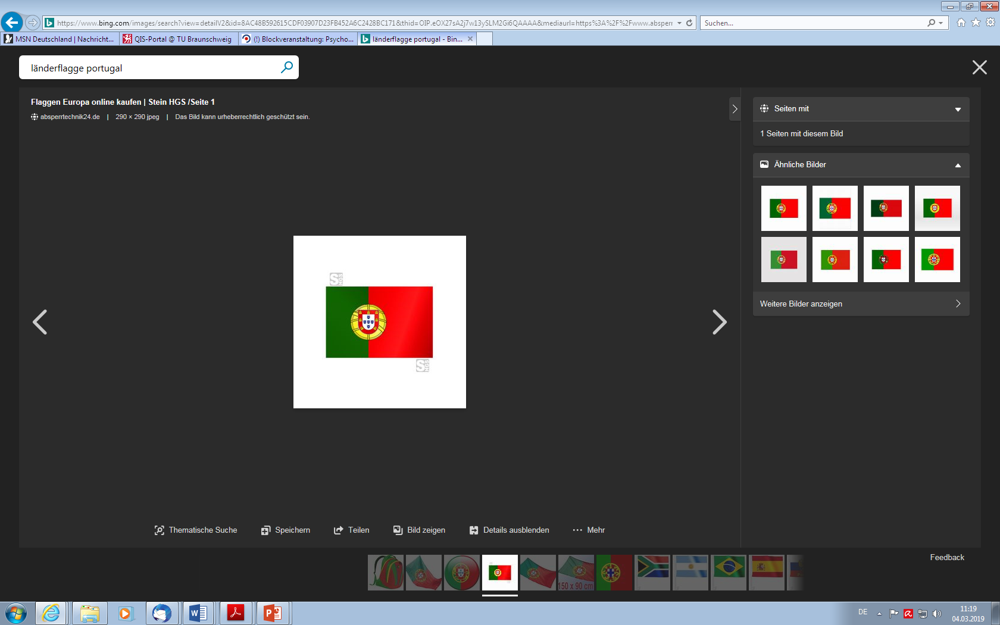 https://www.bing.com/images/search?view=detailV2&id=8AC48B592615CDF03907D23FB452A6C2428BC171&thid=OIP.eOX27sA2j7w13ySLM2Gi6QAAAA&mediaurl=https%3A%2F%2Fwww.absperr
Suchen...
MSN Deutschland | Nachricht...
QIS-Portal @ TU Braunschweig
(!) Blockveranstaltung: Psycho...
länderflagge portugal - Bin...
länderflagge portugal
Flaggen Europa online kaufen | Stein HGS /Seite 1
absperrtechnik24.de | 290 × 290 jpeg | Das Bild kann urheberrechtlich geschützt sein.
Seiten mit
1 Seiten mit diesem Bild
Ähnliche Bilder
Weitere Bilder anzeigen
S HGS
S HGS
Thematische Suche
Speichern
Teilen
Bild zeigen
Details ausblenden
Mehr
150 x 90 cm
Feedback
DE
11:19
04.03.2019